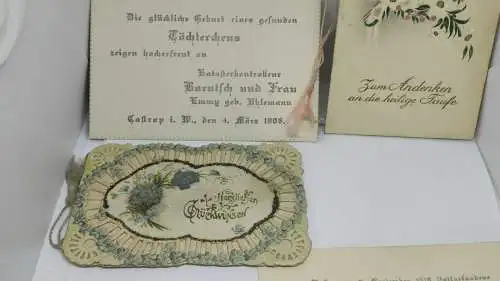 Die glückliche Geburt eines gesunden
Töchterchens
zeigen hocherfreut an
Katasterkontrolleur
und Frau
Emmy geb. Uhlemann
Castrop i. W., den 4. März 1908.
Zum Andenken
an die heilige Taufe
Herzlichen
Glückwunsch